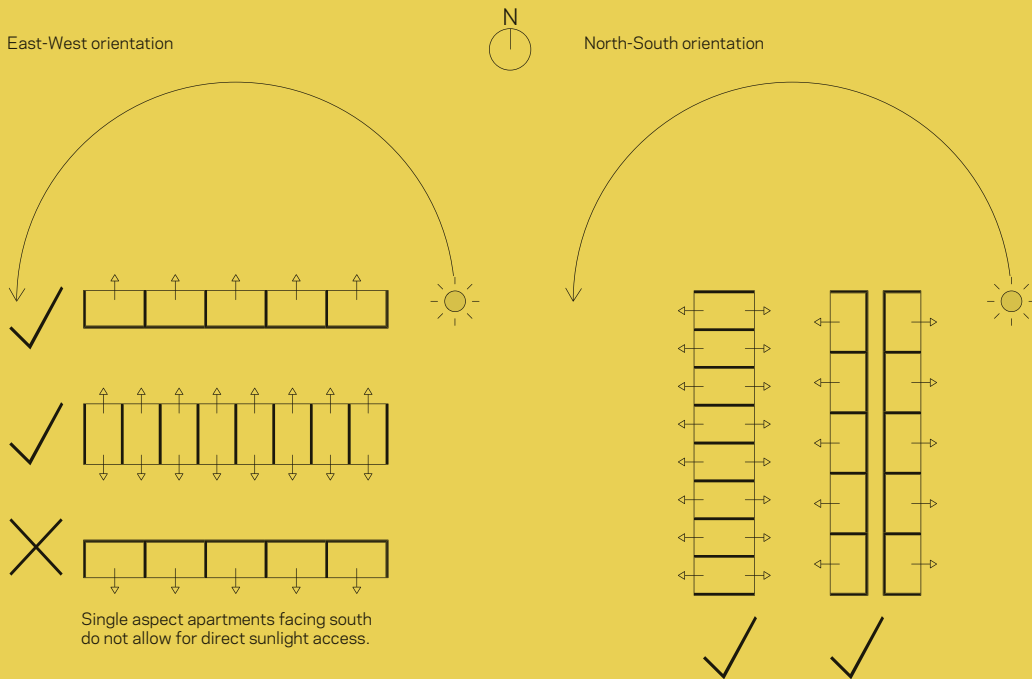 N
East-West orientation
North-South orientation
Single aspect apartments facing south
do not allow for direct sunlight access.